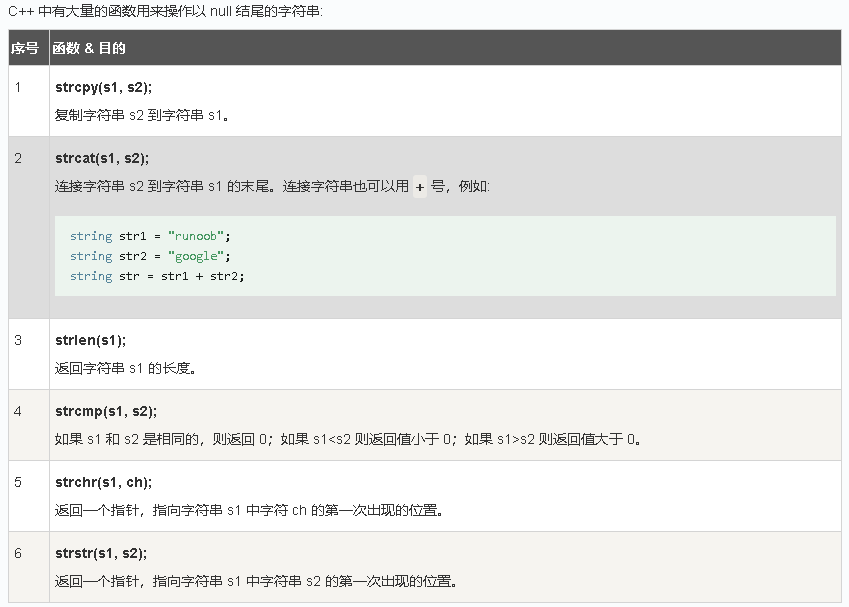 C++ 中有大量的函数用来操作以 null 结尾的字符串:
序号 函数 & 目的
1 strcpy(s1, s2);
复制字符串 s2 到字符串 s1。
2 strcat(s1, s2);
连接字符串 s2 到字符串 s1 的末尾。连接字符串也可以用 + 号，例如:
string str1 = "runoob";
string str2 = "google";
string str = str1 + str2;
3 strlen(s1);
返回字符串 s1 的长度。
4 strcmp(s1, s2);
如果 s1 和 s2 是相同的，则返回 0；如果 s1<s2 则返回值小于 0；如果 s1>s2 则返回值大于 0。
5 strchr(s1, ch);
返回一个指针，指向字符串 s1 中字符 ch 的第一次出现的位置。
6 strstr(s1, s2);
返回一个指针，指向字符串 s1 中字符串 s2 的第一次出现的位置。